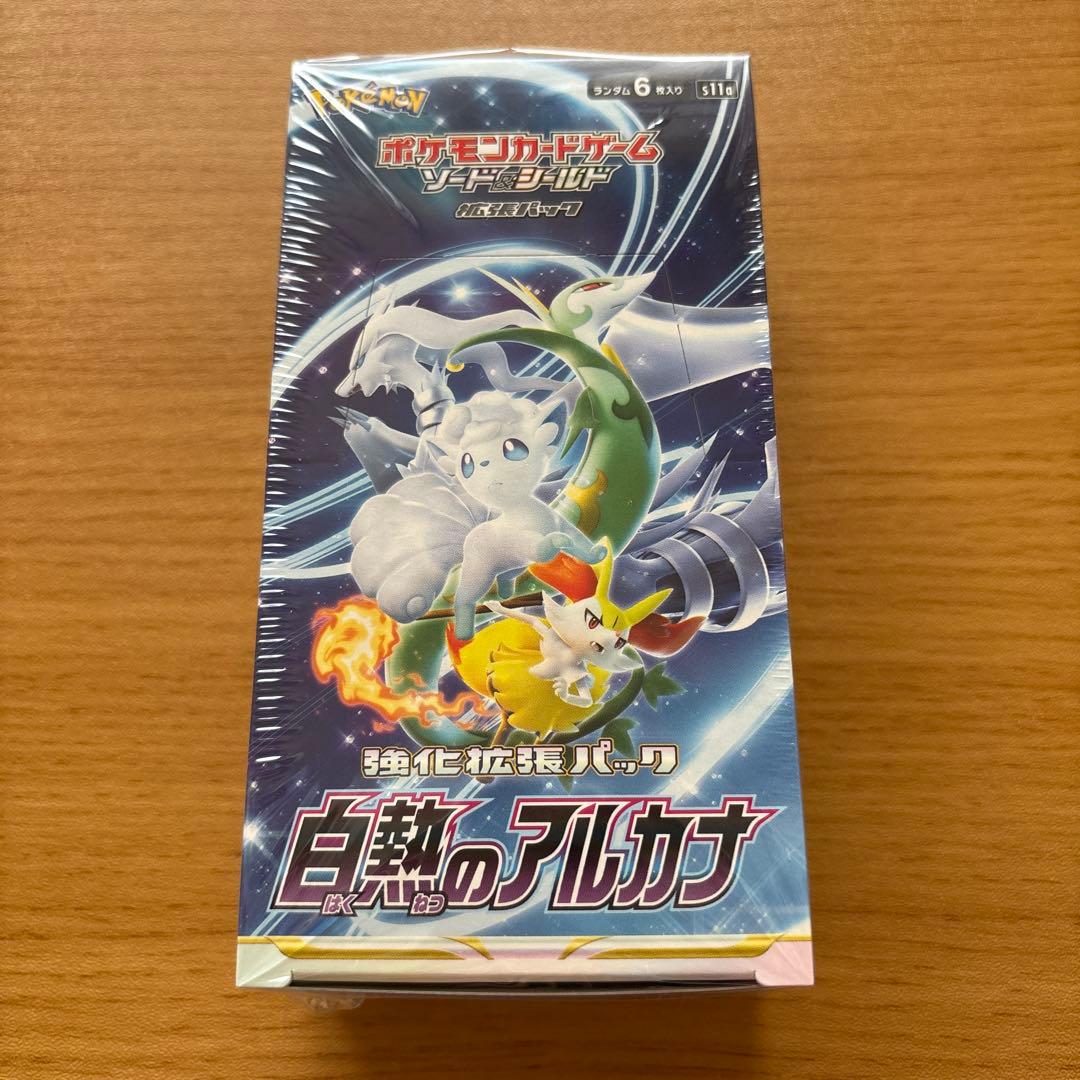 Pokémon
ランダム6枚入り s11a
ポケモンカードゲーム
ソード&シールド
拡張パック
強化拡張パック
白熱のアルカナ
はく ねつ